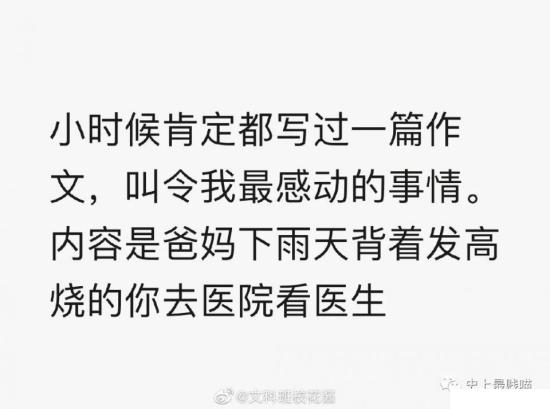 小时候肯定都写过一篇作
文，叫令我最感动的事情。
内容是爸妈下雨天背着发高
烧的你去医院看医生